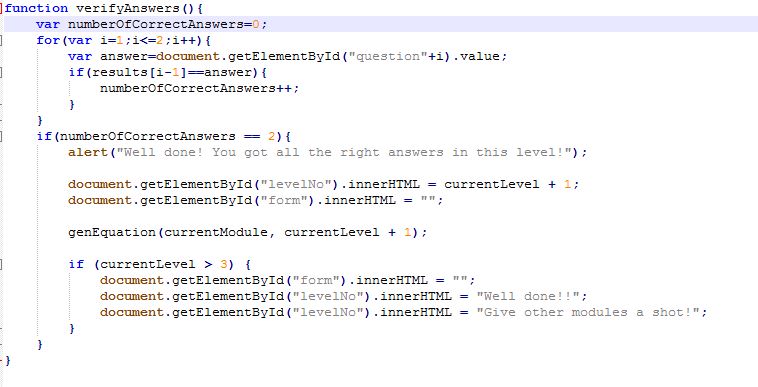 function verifyAnswers(){
var numberOfCorrectAnswers=0;
for(var i=1;i<=2;i++){
var answer=document.getElementById("question"+i).value;
if(results[i-1]==answer){
numberOfCorrectAnswers++;
}
}
if(numberOfCorrectAnswers == 2){
alert("Well done! You got all the right answers in this level!");
document.getElementById("levelNo").innerHTML = currentLevel + 1;
document.getElementById("form").innerHTML = "";
genEquation(currentModule, currentLevel + 1);
if (currentLevel > 3) {
document.getElementById("form").innerHTML = "";
document.getElementById("levelNo").innerHTML = "Well done!!";
document.getElementById("levelNo").innerHTML = "Give other modules a shot!";
}
}
}